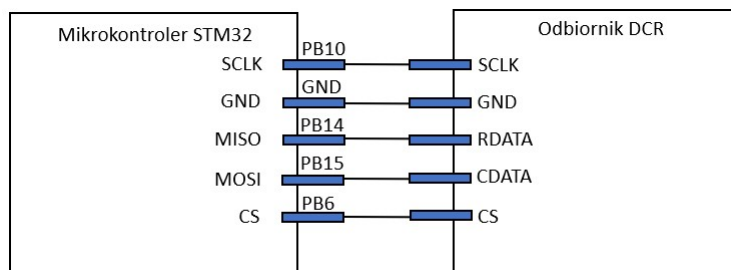 Mikrokontroler STM32
Odbiornik DCR
SCLK PB10 SCLK
GND GND GND
MISO PB14 RDATA
MOSI PB15 CDATA
CS PB6 CS